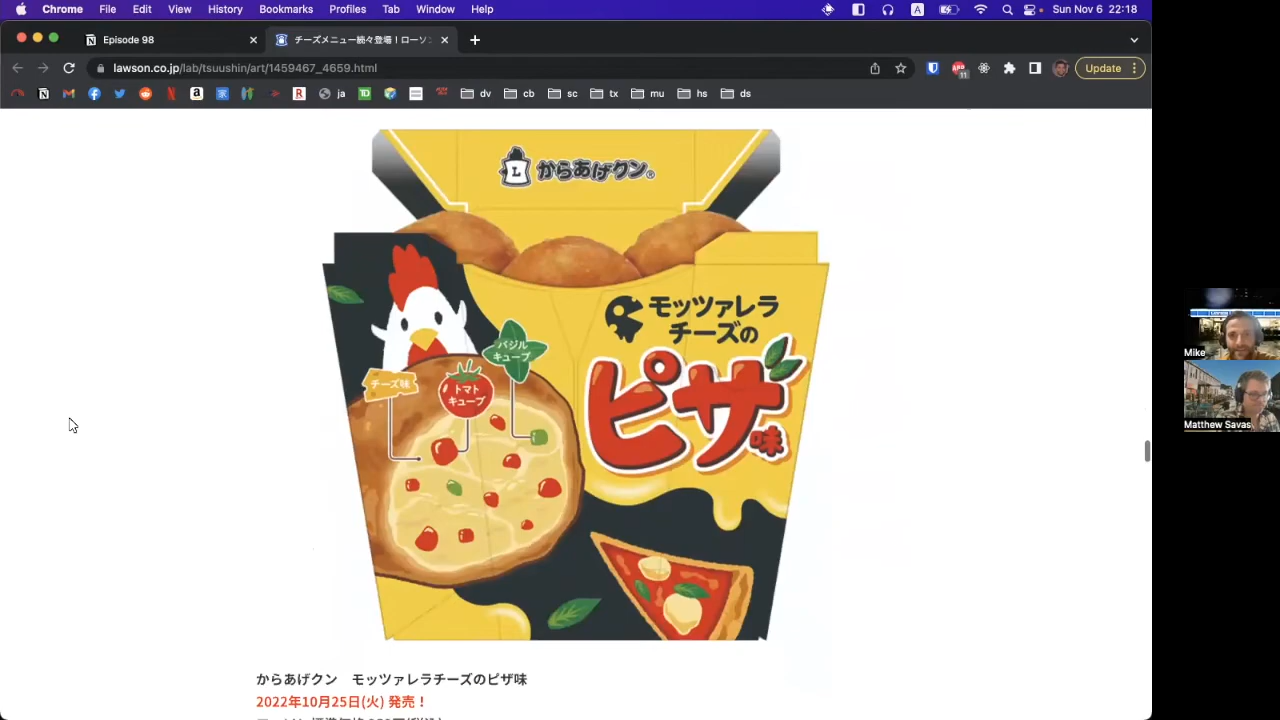 Chrome File Edit View History Bookmarks Profiles Tab Window Help
A
Sun Nov 6 22:18
Episode 98
チーズメニュー続々登場！ローソ
lawson.co.jp/lab/tsuushin/art/1459467_4659.html
11
Update
ja
dv
cb
sc
tx
mu
hs
ds
L からあげクン®
モッツァレラ
チーズの
ピザ味
バジル
キューブ
チーズ味
トマト
キューブ
Mike
Matthew Savas
からあげクン　モッツァレラチーズのピザ味
2022年10月25日(火) 発売！